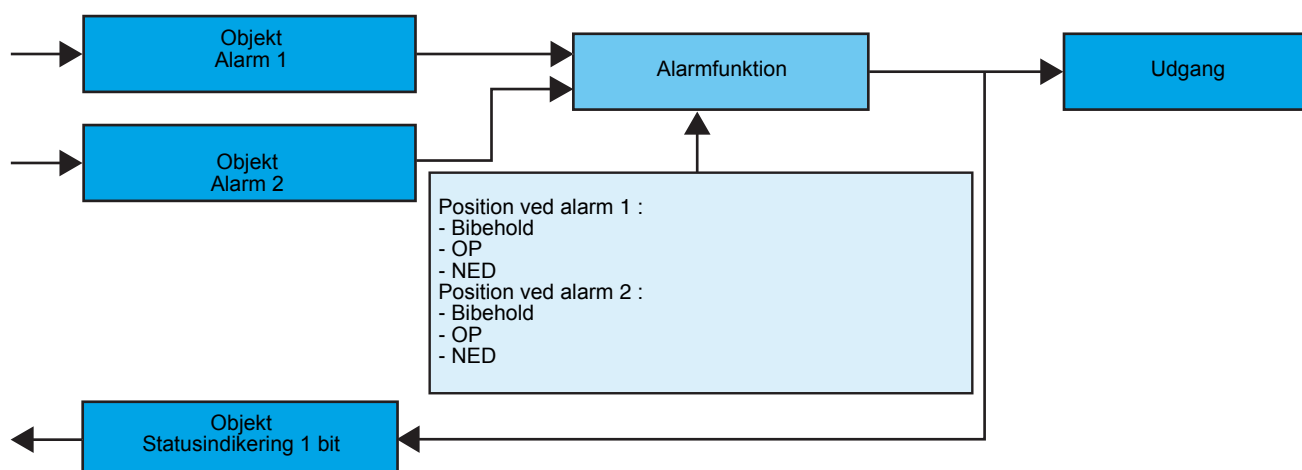 Objekt
Alarm 1
Alarmfunktion
Udgang
Objekt
Alarm 2
Position ved alarm 1 :
- Bibehold
- OP
- NED
Position ved alarm 2 :
- Bibehold
- OP
- NED
Objekt
Statusindikering 1 bit